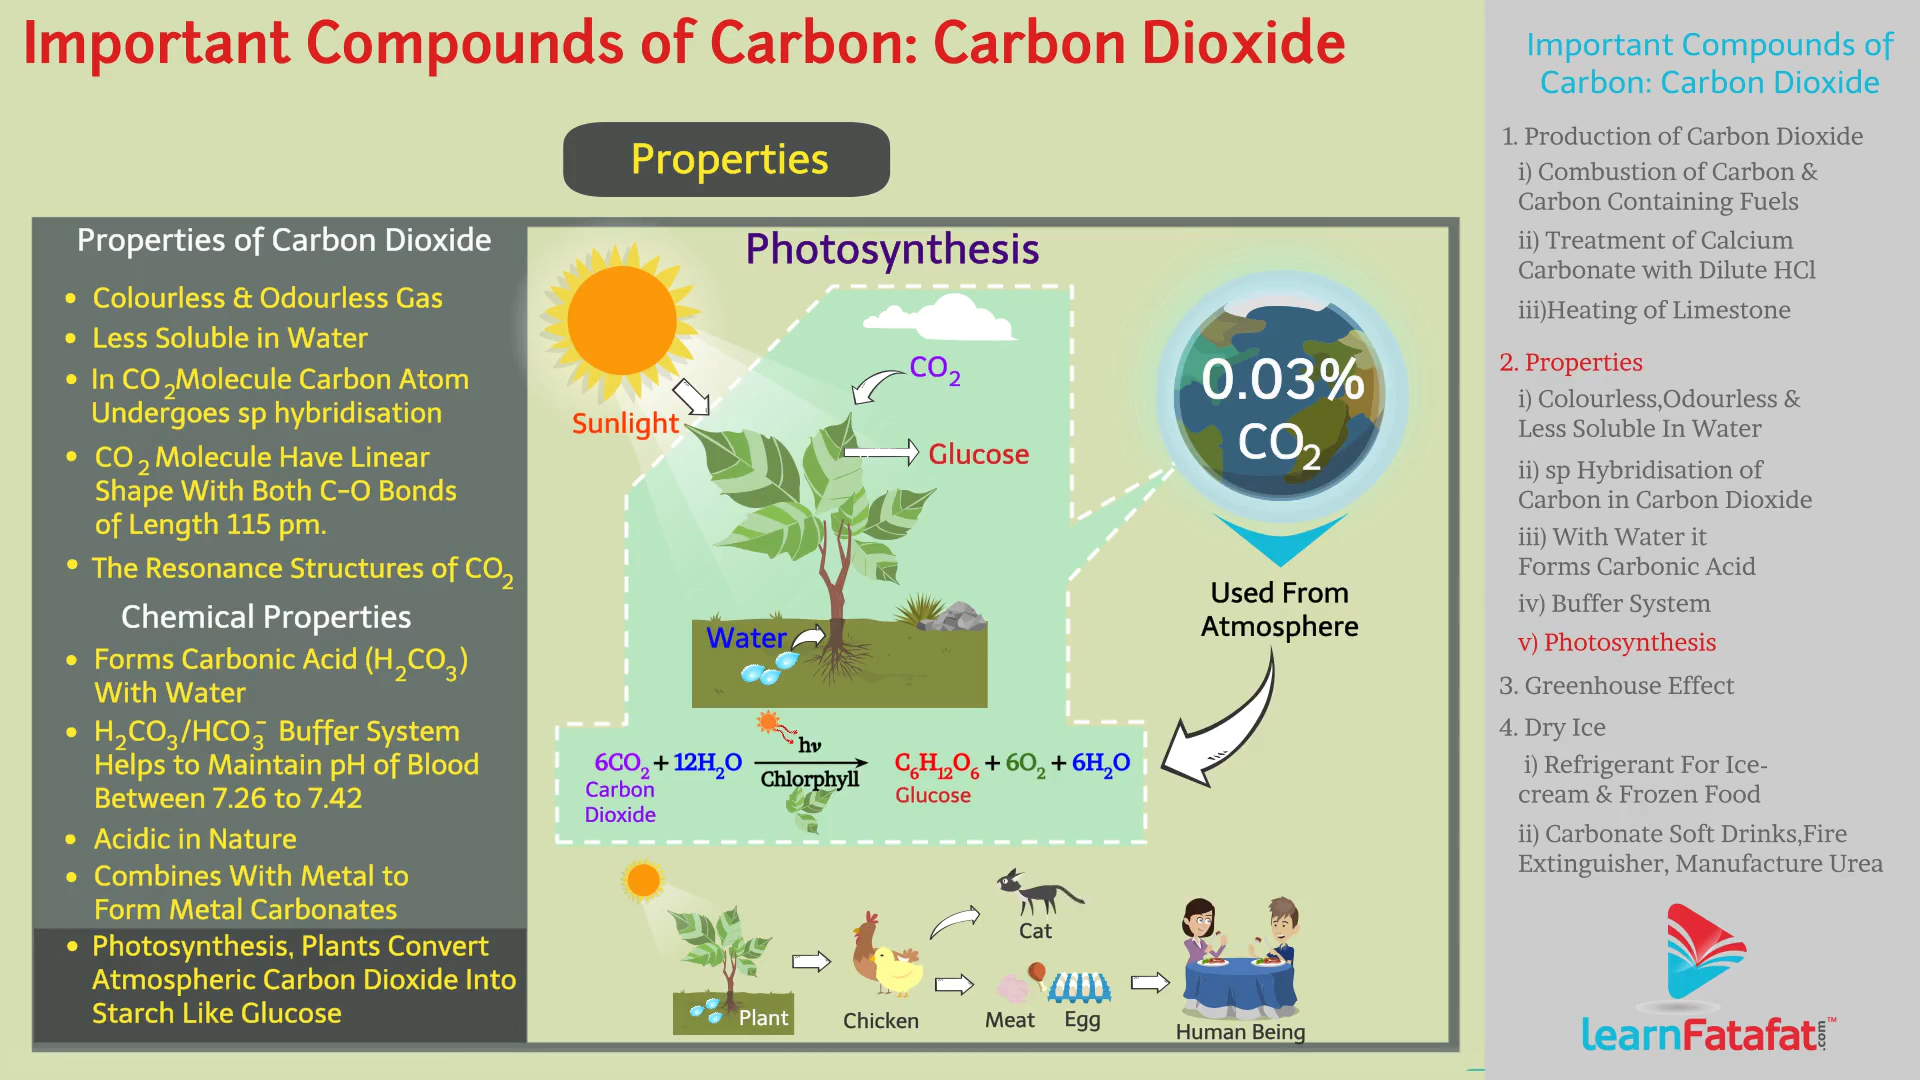 Important Compounds of Carbon: Carbon Dioxide
Properties
Properties of Carbon Dioxide
• Colourless & Odourless Gas
• Less Soluble in Water
• In CO₂ Molecule Carbon Atom
Undergoes sp hybridisation
• CO₂ Molecule Have Linear
Shape With Both C-O Bonds
of Length 115 pm.
• The Resonance Structures of CO₂
Chemical Properties
• Forms Carbonic Acid (H₂CO₃)
With Water
• H₂CO₃/HCO₃⁻ Buffer System
Helps to Maintain pH of Blood
Between 7.26 to 7.42
• Acidic in Nature
• Combines With Metal to
Form Metal Carbonates
• Photosynthesis, Plants Convert
Atmospheric Carbon Dioxide Into
Starch Like Glucose
Photosynthesis
Sunlight
CO₂
Glucose
Water
0.03%
CO₂
Used From
Atmosphere
hν
6CO₂ + 12H₂O
Chlorphyll
C₆H₁₂O₆ + 6O₂ + 6H₂O
Carbon
Dioxide
Glucose
Plant
Chicken
Cat
Meat
Egg
Human Being
Important Compounds of
Carbon: Carbon Dioxide
1. Production of Carbon Dioxide
i) Combustion of Carbon &
Carbon Containing Fuels
ii) Treatment of Calcium
Carbonate with Dilute HCl
iii)Heating of Limestone
2. Properties
i) Colourless,Odourless &
Less Soluble In Water
ii) sp Hybridisation of
Carbon in Carbon Dioxide
iii) With Water it
Forms Carbonic Acid
iv) Buffer System
v) Photosynthesis
3. Greenhouse Effect
4. Dry Ice
i) Refrigerant For Ice-
cream & Frozen Food
ii) Carbonate Soft Drinks,Fire
Extinguisher, Manufacture Urea
learnFatafat.com™